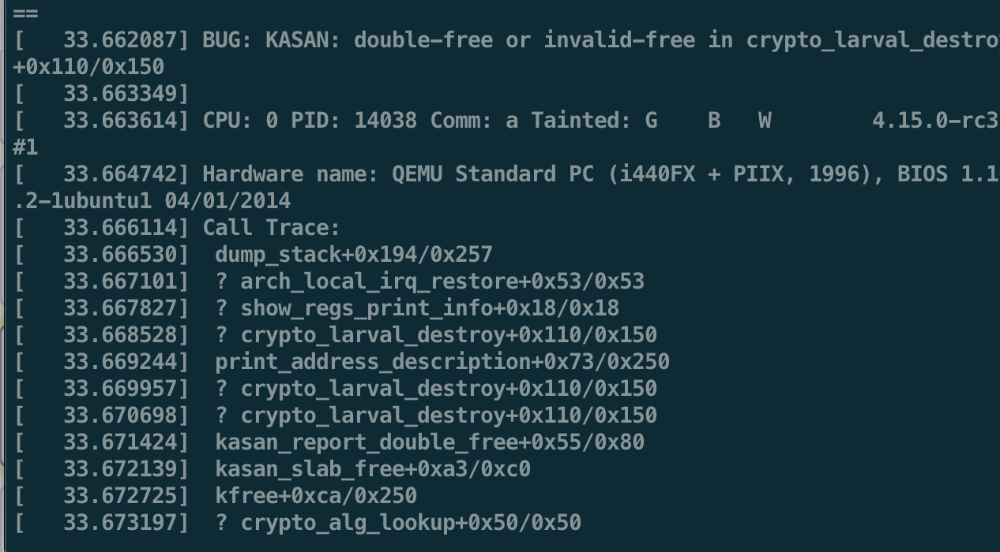 ==
[   33.662087] BUG: KASAN: double-free or invalid-free in crypto_larval_destroy
+0x110/0x150
[   33.663349]
[   33.663614] CPU: 0 PID: 14038 Comm: a Tainted: G    B   W        4.15.0-rc3
#1
[   33.664742] Hardware name: QEMU Standard PC (i440FX + PIIX, 1996), BIOS 1.1
.2-1ubuntu1 04/01/2014
[   33.666114] Call Trace:
[   33.666530]  dump_stack+0x194/0x257
[   33.667101]  ? arch_local_irq_restore+0x53/0x53
[   33.667827]  ? show_regs_print_info+0x18/0x18
[   33.668528]  ? crypto_larval_destroy+0x110/0x150
[   33.669244]  print_address_description+0x73/0x250
[   33.669957]  ? crypto_larval_destroy+0x110/0x150
[   33.670698]  ? crypto_larval_destroy+0x110/0x150
[   33.671424]  kasan_report_double_free+0x55/0x80
[   33.672139]  kasan_slab_free+0xa3/0xc0
[   33.672725]  kfree+0xca/0x250
[   33.673197]  ? crypto_alg_lookup+0x50/0x50